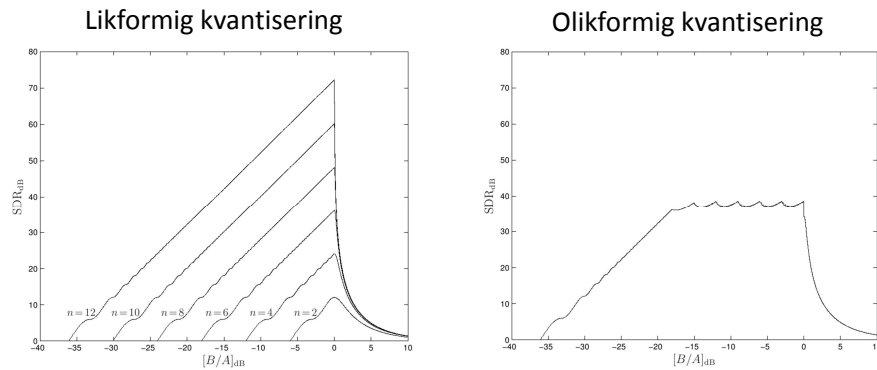 Likformig kvantisering
Olikformig kvantisering
80
70
60
50
40
30
20
10
0
SDR_dB
n=12 n=10 n=8 n=6 n=4 n=2
-40 -35 -30 -25 -20 -15 -10 -5 0 5 10
[B/A]_dB
80
70
60
50
40
30
20
10
0
SDR_dB
-40 -35 -30 -25 -20 -15 -10 -5 0 5 10
[B/A]_dB